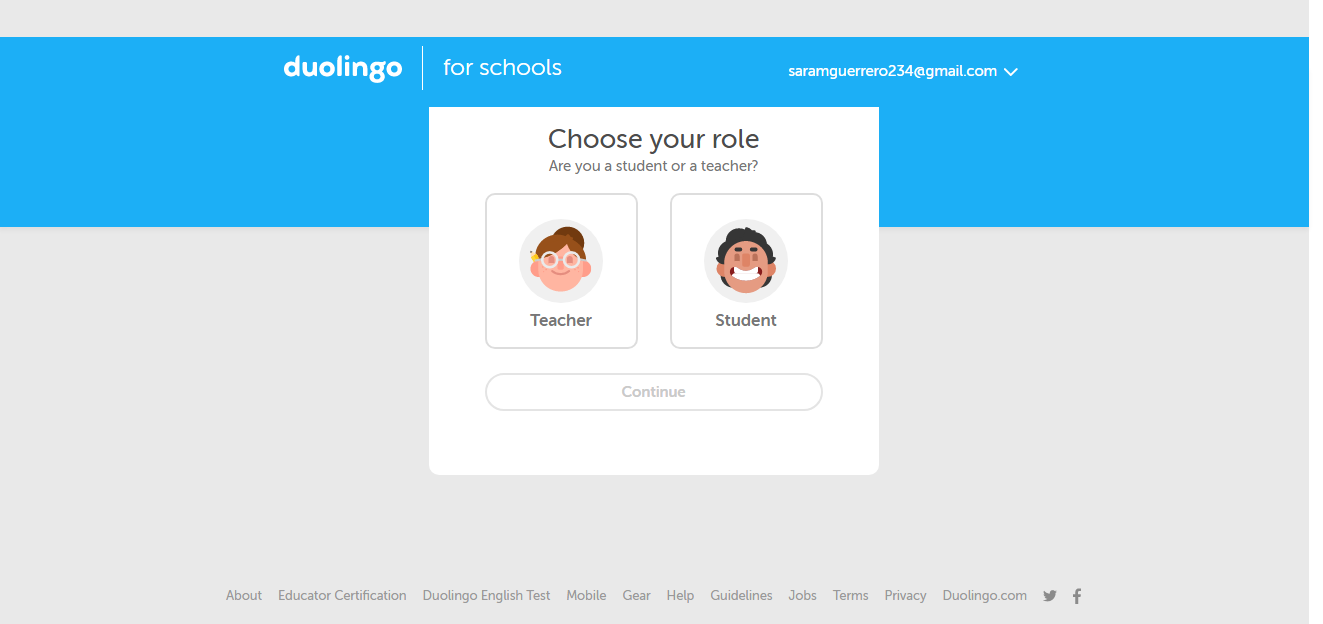 duolingo for schools
saramguerrero234@gmail.com
Choose your role
Are you a student or a teacher?
Teacher
Student
Continue
About Educator Certification Duolingo English Test Mobile Gear Help Guidelines Jobs Terms Privacy Duolingo.com